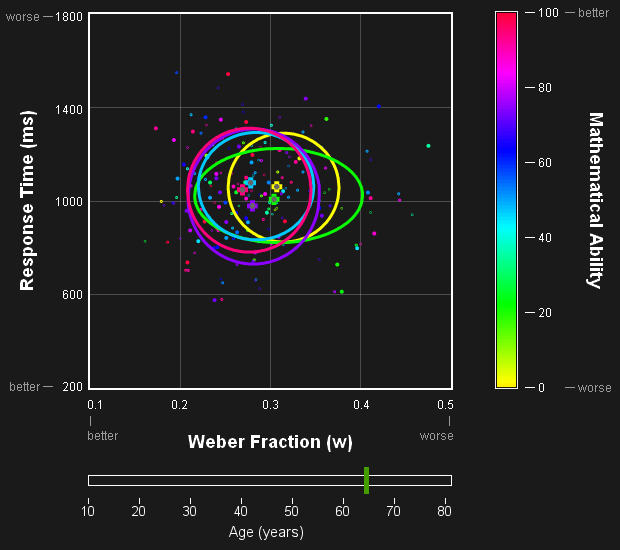 worse
1800
1400
1000
600
200
better
Response Time (ms)
0.1 0.2 0.3 0.4 0.5
better
worse
Weber Fraction (w)
100
80
60
40
20
0
better
worse
Mathematical Ability
10 20 30 40 50 60 70 80
Age (years)